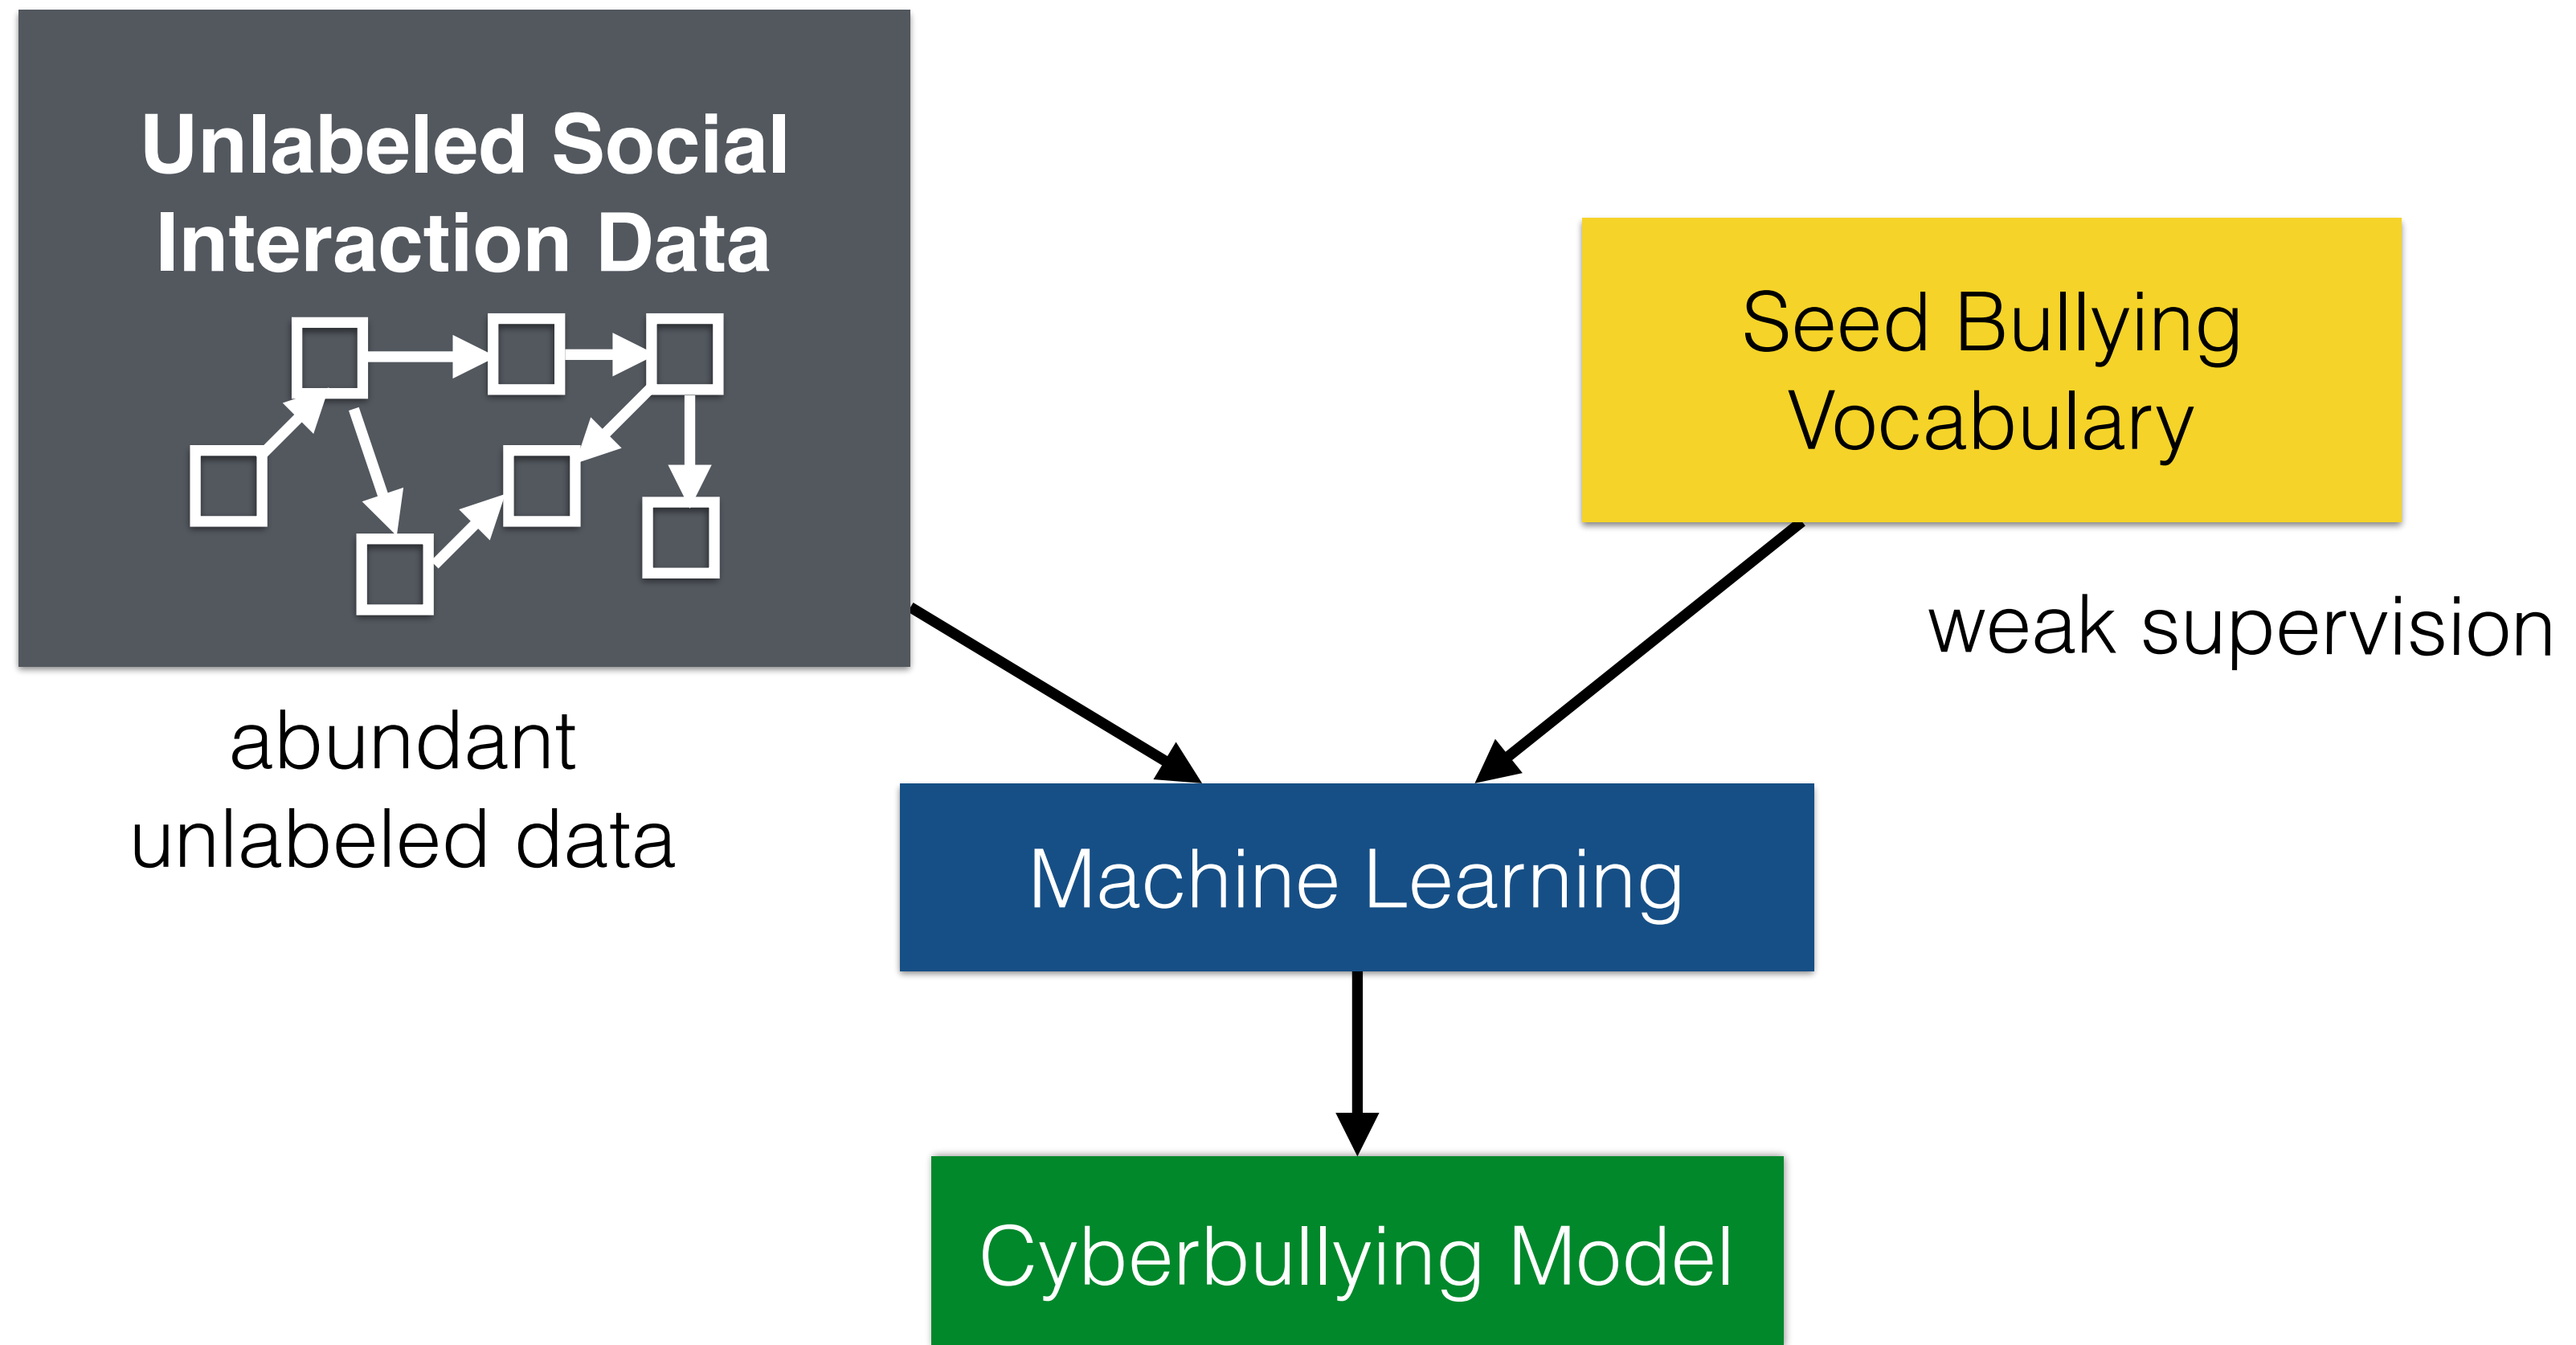 Unlabeled Social
Interaction Data
abundant
unlabeled data
Seed Bullying
Vocabulary
weak supervision
Machine Learning
Cyberbullying Model